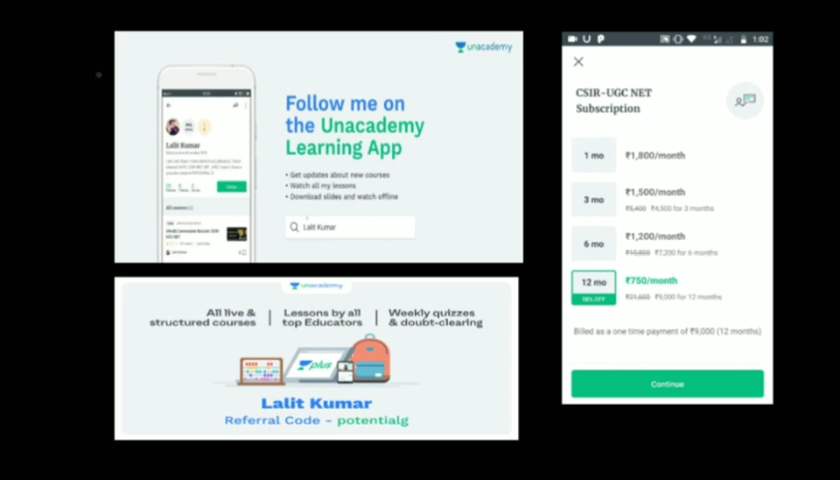 unacademy
Follow me on
the Unacademy
Learning App
• Get updates about new courses
• Watch all my lessons
• Download slides and watch offline
Lalit Kumar
Lalit Kumar
unacademy
All live &
structured courses
Lessons by all
top Educators
Weekly quizzes
& doubt-clearing
plus
Lalit Kumar
Referral Code - potentialg
1:02
CSIR-UGC NET
Subscription
1 mo
₹1,800/month
3 mo
₹1,500/month
₹5,400 ₹4,500 for 3 months
6 mo
₹1,200/month
₹10,800 ₹7,200 for 6 months
12 mo
58% OFF
₹750/month
₹21,600 ₹9,000 for 12 months
Billed as a one time payment of ₹9,000 (12 months)
Continue